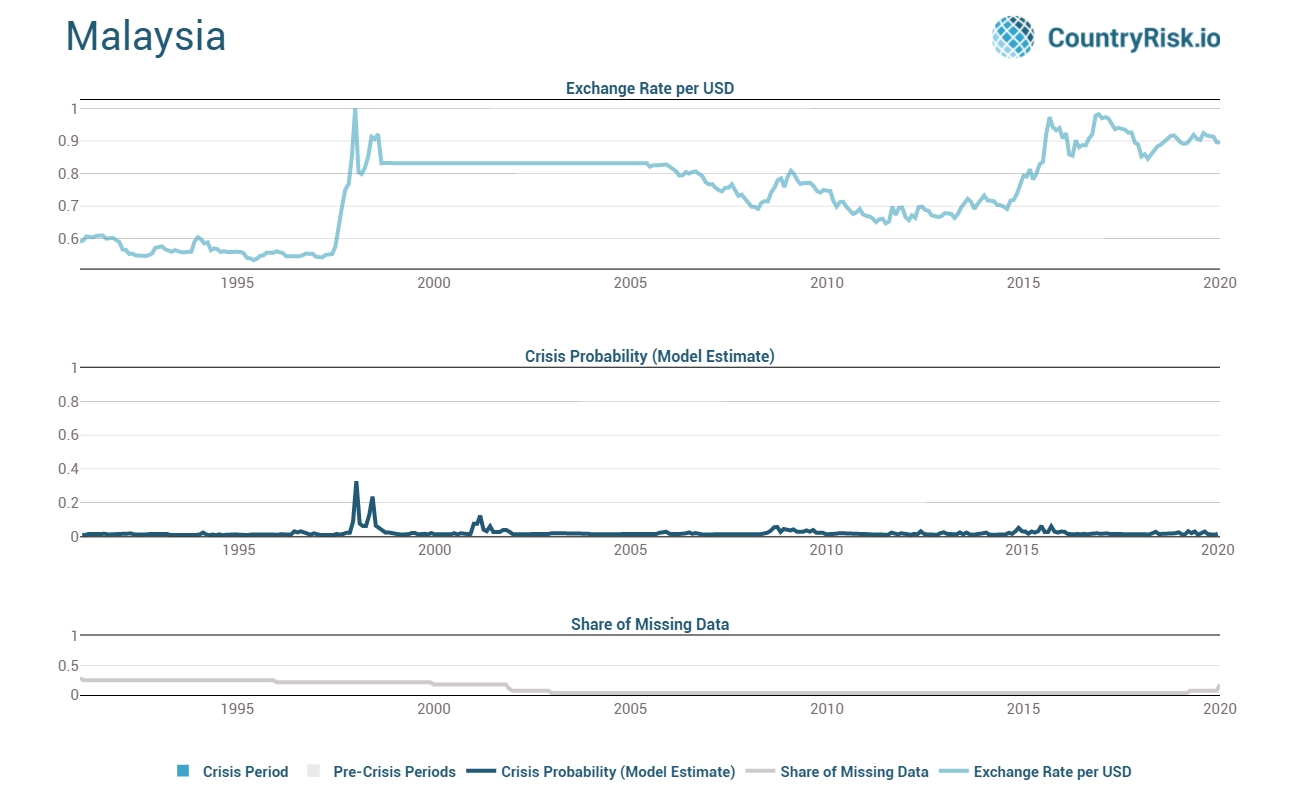 Malaysia
CountryRisk.io
Exchange Rate per USD
1
0.9
0.8
0.7
0.6
1995 2000 2005 2010 2015 2020
Crisis Probability (Model Estimate)
1
0.8
0.6
0.4
0.2
0
1995 2000 2005 2010 2015 2020
Share of Missing Data
1
0.5
0
1995 2000 2005 2010 2015 2020
Crisis Period Pre-Crisis Periods Crisis Probability (Model Estimate) Share of Missing Data Exchange Rate per USD